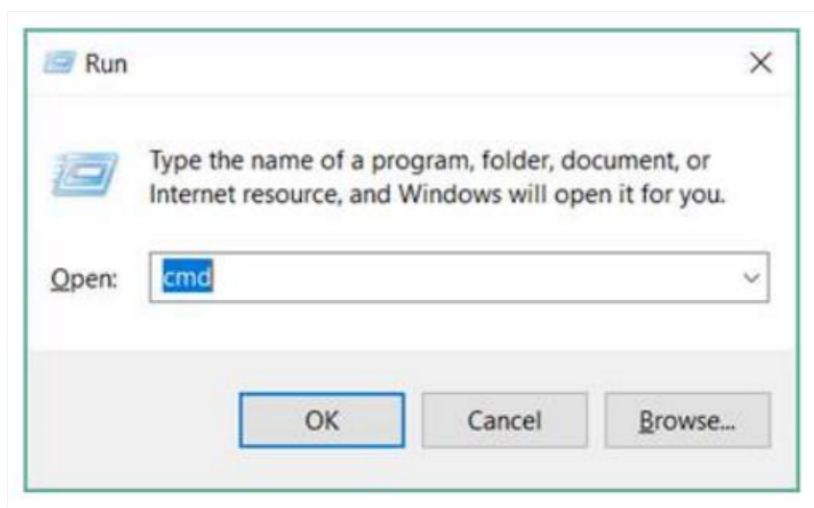 Run
Type the name of a program, folder, document, or
Internet resource, and Windows will open it for you.
Open: cmd
OK Cancel Browse...